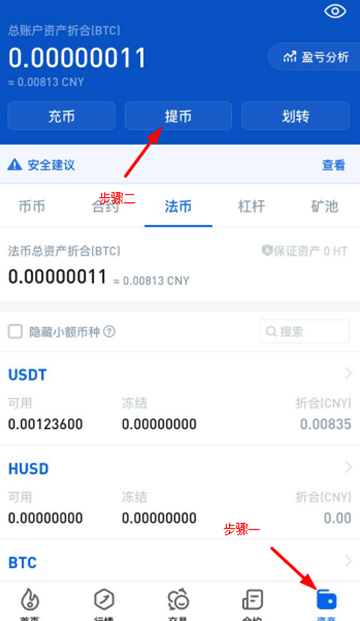 总账户资产折合(BTC)
0.00000011
盈亏分析
≈ 0.00813 CNY
充币 提币 划转
安全建议 查看
步骤二
币币 合约 法币 杠杆 矿池
法币总资产折合(BTC) 保证资产 0 HT
0.00000011 ≈ 0.00813 CNY
隐藏小额币种 搜索
USDT
可用 冻结 折合(CNY)
0.00123600 0.00000000 0.00835
HUSD
可用 冻结 折合(CNY)
0.00000000 0.00000000 0.00
步骤一
BTC
首页 行情 交易 合约 资产